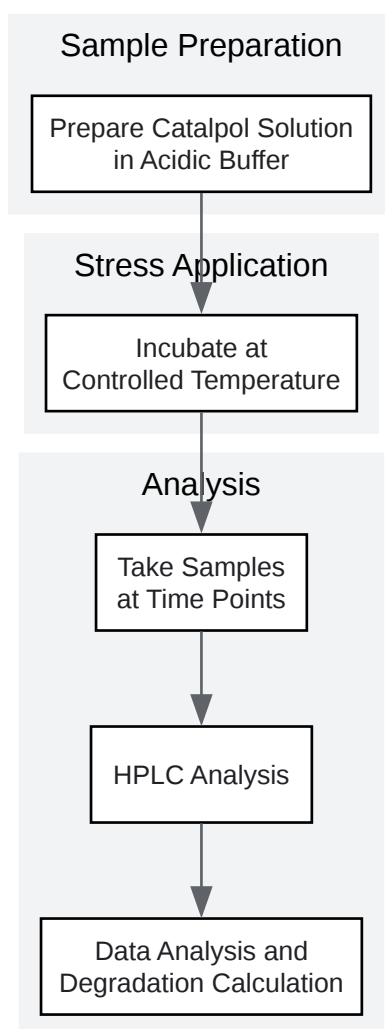 Sample Preparation
Prepare Catalpol Solution
in Acidic Buffer
Stress Application
Incubate at
Controlled Temperature
Analysis
Take Samples
at Time Points
HPLC Analysis
Data Analysis and
Degradation Calculation